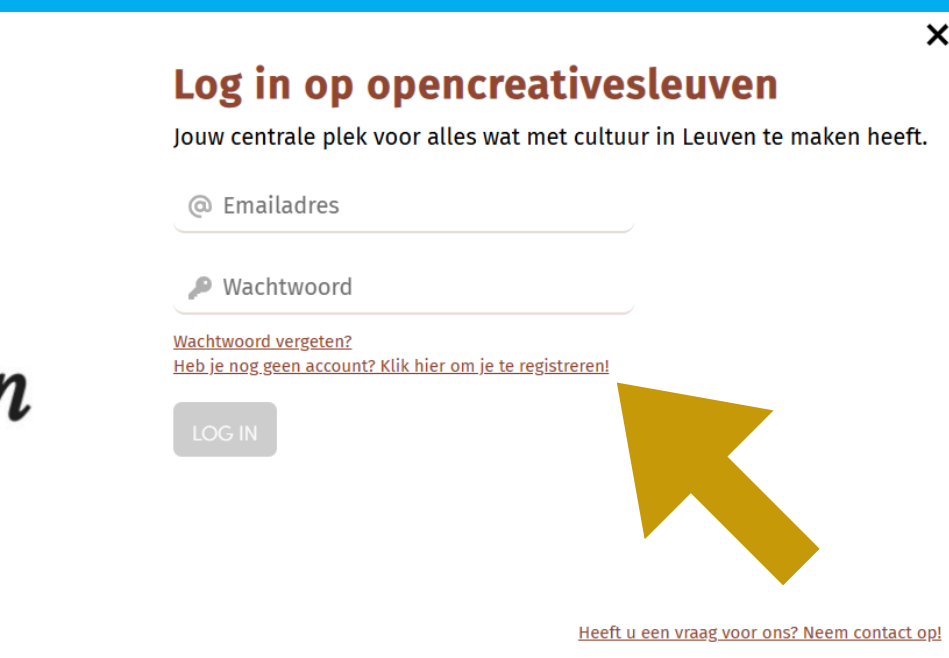 Log in op opencreativesleuven
Jouw centrale plek voor alles wat met cultuur in Leuven te maken heeft.
@ Emailadres
Wachtwoord
Wachtwoord vergeten?
Heb je nog geen account? Klik hier om je te registreren!
n
LOG IN
Heeft u een vraag voor ons? Neem contact op!